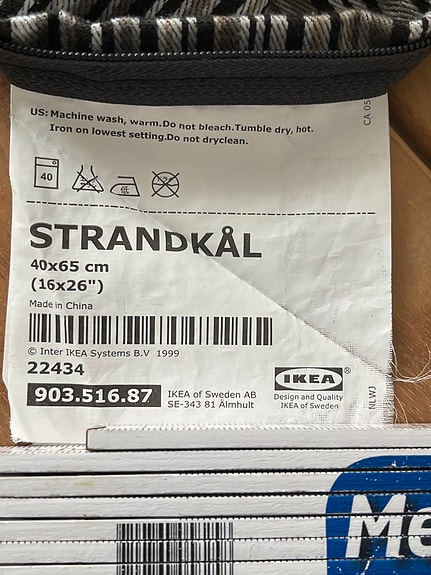 US: Machine wash, warm.Do not bleach.Tumble dry, hot.
Iron on lowest setting.Do not dryclean.
CA 05
40
低
STRANDKÅL
40x65 cm
(16x26")
Made in China
© Inter IKEA Systems B.V 1999
22434
903.516.87
IKEA of Sweden AB
SE-343 81 Älmhult
IKEA
Design and Quality
IKEA of Sweden
NLWJ
Me